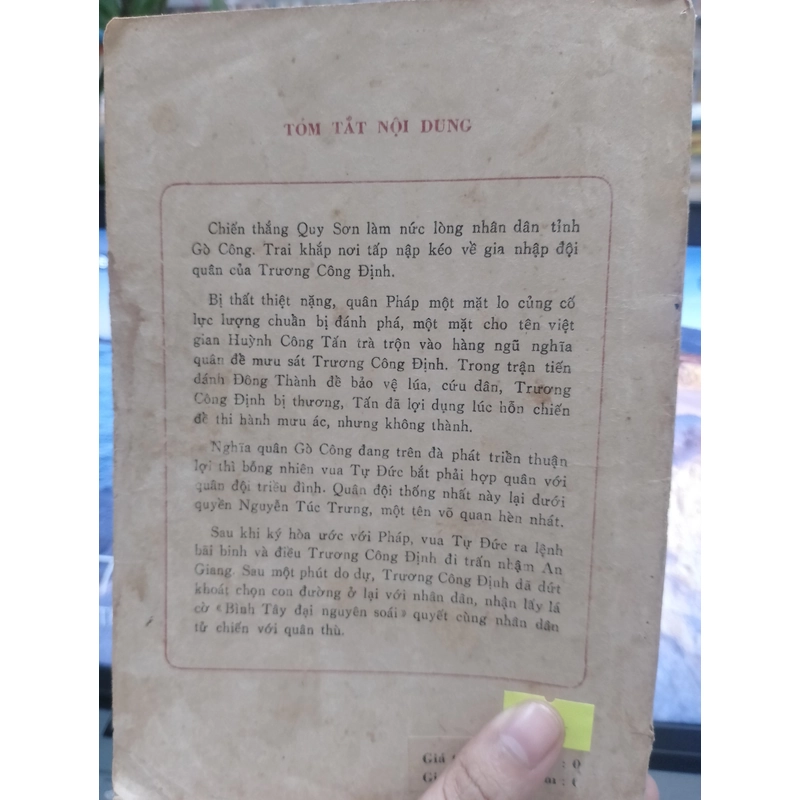 TÓM TẮT NỘI DUNG
Chiến thắng Quy Sơn làm nức lòng nhân dân tỉnh
Gò Công. Trai khắp nơi tấp nập kéo về gia nhập đội
quân của Trương Công Định.
Bị thất thiệt nặng, quân Pháp một mặt lo củng cố
lực lượng chuẩn bị đánh phá, một mặt cho tên việt
gian Huỳnh Công Tấn trà trộn vào hàng ngũ nghĩa
quân để mưu sát Trương Công Định. Trong trận tiến
đánh Đông Thành để bảo vệ lúa, cứu dân, Trương
Công Định bị thương, Tấn đã lợi dụng lúc hỗn chiến
để thi hành mưu ác, nhưng không thành.
Nghĩa quân Gò Công đang trên đà phát triển thuận
lợi thì bỗng nhiên vua Tự Đức bắt phải hợp quân với
quân đội triều đình. Quân đội thống nhất này lại dưới
quyền Nguyễn Túc Trưng, một tên võ quan hèn nhất.
Sau khi ký hòa ước với Pháp, vua Tự Đức ra lệnh
bãi binh và điều Trương Công Định đi trấn nhậm An
Giang. Sau một phút do dự, Trương Công Định đã dứt
khoát chọn con đường ở lại với nhân dân, nhận lấy lá
cờ «Bình Tây đại nguyên soái» quyết cùng nhân dân
tử chiến với quân thù.
Giá